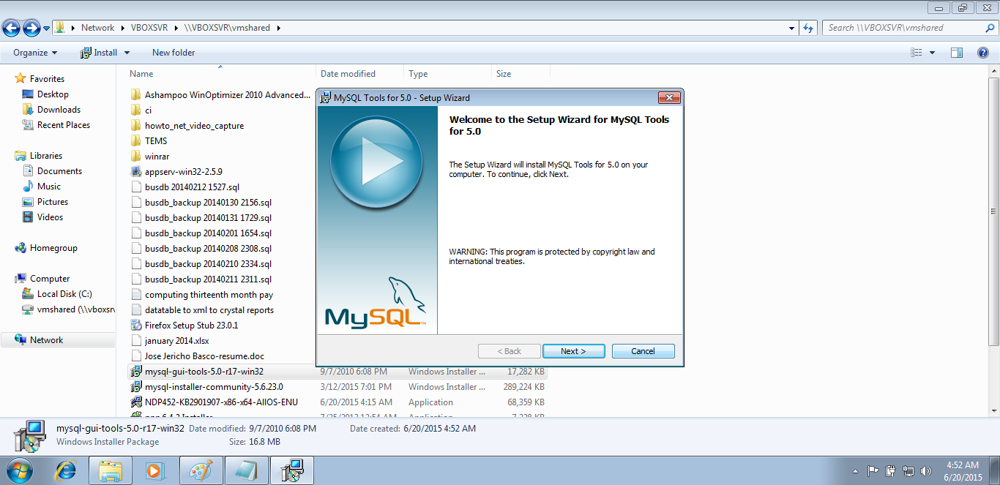 Network VBOXSVR \\VBOXSVR\vmshared Search \\VBOXSVR\vmshared
Organize Install New folder
Favorites
Desktop
Downloads
Recent Places
Libraries
Documents
Music
Pictures
Videos
Homegroup
Computer
Local Disk (C:)
vmshared (\\vboxsrv
Network
Name Date modified Type Size
Ashampoo WinOptimizer 2010 Advanced...
ci
howto_net_video_capture
TEMS
winrar
appserv-win32-2.5.9
busdb 20140212 1527.sql
busdb_backup 20140130 2156.sql
busdb_backup 20140131 1729.sql
busdb_backup 20140201 1654.sql
busdb_backup 20140208 2308.sql
busdb_backup 20140210 2334.sql
busdb_backup 20140211 2311.sql
computing thirteenth month pay
datatable to xml to crystal reports
Firefox Setup Stub 23.0.1
january 2014.xlsx
Jose Jericho Basco-resume.doc
mysql-gui-tools-5.0-r17-win32 9/7/2010 6:08 PM Windows Installer ... 17,282 KB
mysql-installer-community-5.6.23.0 3/12/2015 7:01 PM Windows Installer ... 289,224 KB
NDP452-KB2901907-x86-x64-AllOS-ENU 6/20/2015 4:15 AM Application 68,359 KB
MySQL Tools for 5.0 - Setup Wizard
Welcome to the Setup Wizard for MySQL Tools
for 5.0
The Setup Wizard will install MySQL Tools for 5.0 on your
computer. To continue, click Next.
WARNING: This program is protected by copyright law and
international treaties.
MySQL™
< Back Next > Cancel
mysql-gui-tools-5.0-r17-win32 Date modified: 9/7/2010 6:08 PM Date created: 6/20/2015 4:52 AM
Windows Installer Package Size: 16.8 MB
4:52 AM
6/20/2015